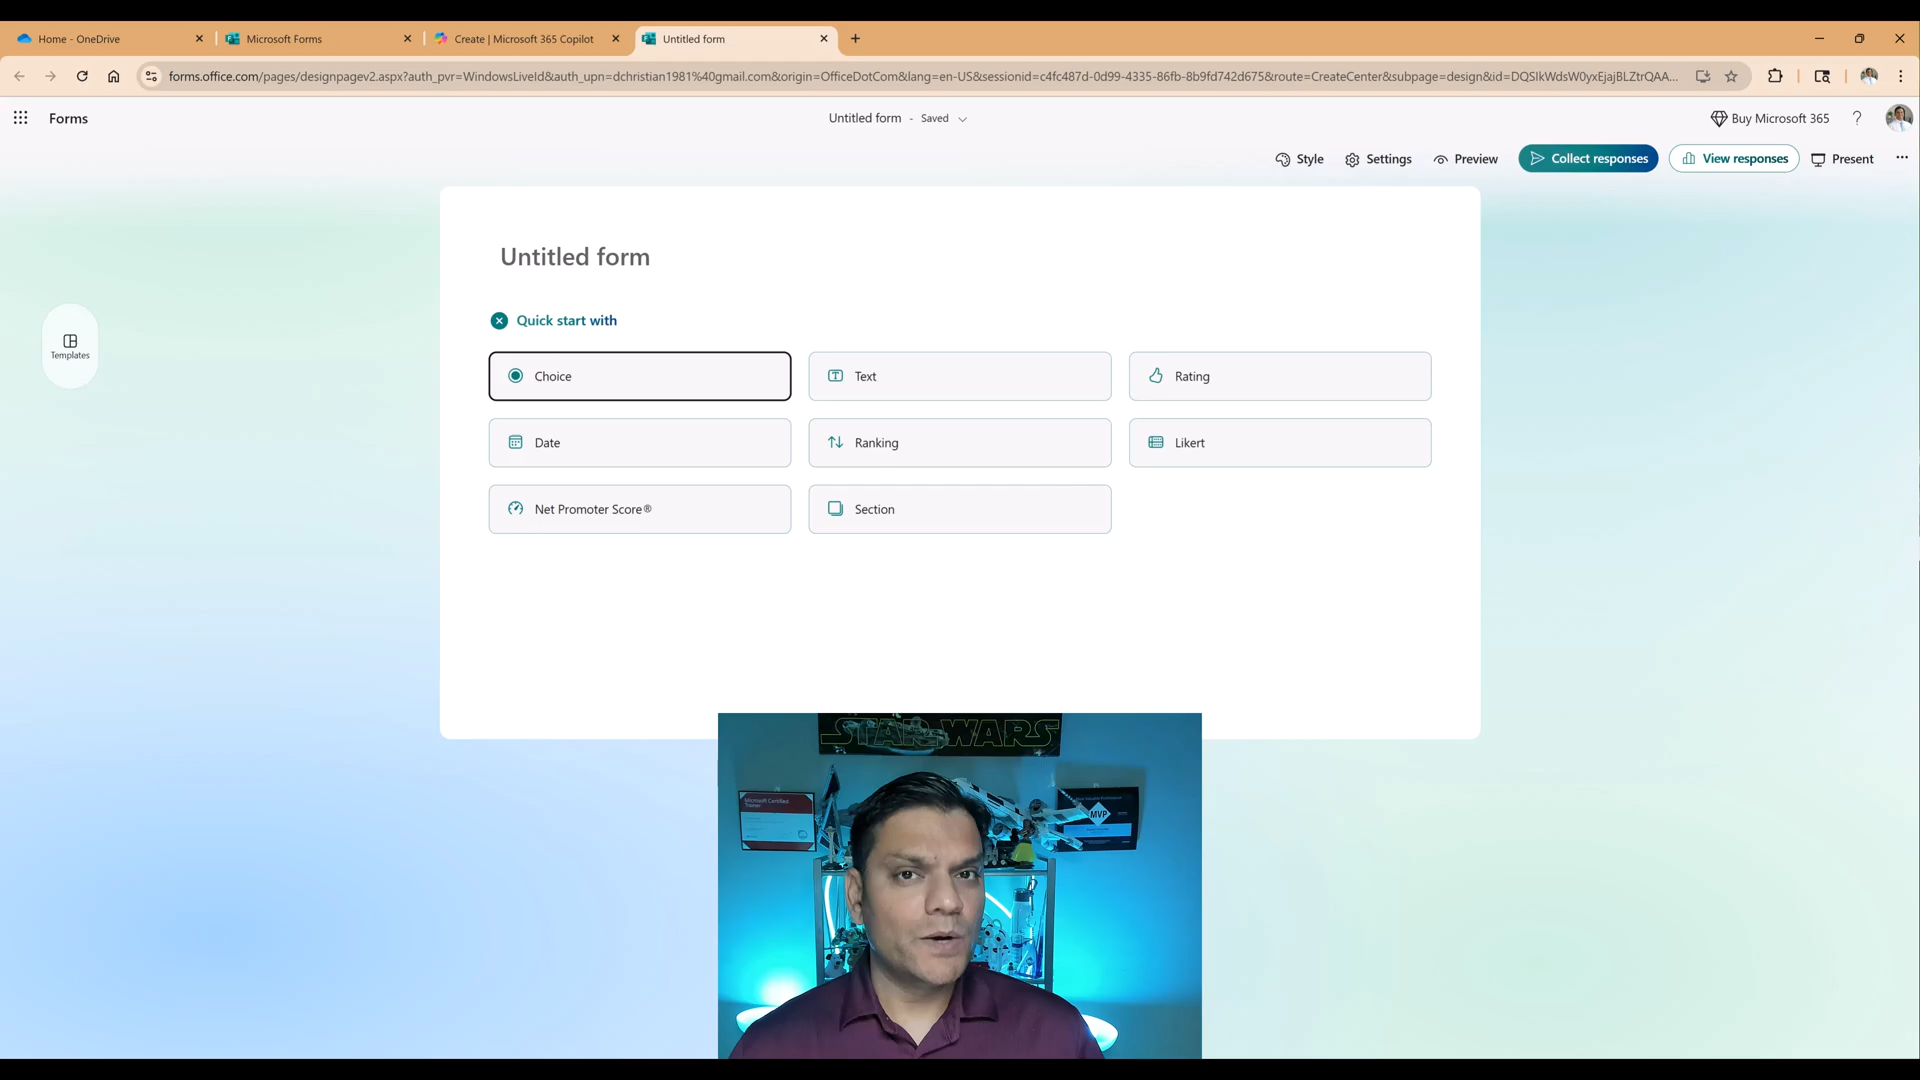 Home - OneDrive
Microsoft Forms
Create | Microsoft 365 Copilot
Untitled form
forms.office.com/pages/designpagev2.aspx?auth_pvr=WindowsLiveId&auth_upn=dchristian1981%40gmail.com&origin=OfficeDotCom&lang=en-US&sessionid=c4fc487d-0d99-4335-86fb-8b9fd742d675&route=CreateCenter&subpage=design&id=DQSIkWdsW0yxEjajBLZtrQAA...
Forms
Untitled form - Saved
Buy Microsoft 365 ?
Style Settings Preview Collect responses View responses Present ...
Untitled form
Quick start with
Templates
Choice
Text
Rating
Date
Ranking
Likert
Net Promoter Score®
Section
STAR WARS
Microsoft Certified
Trainer
MVP